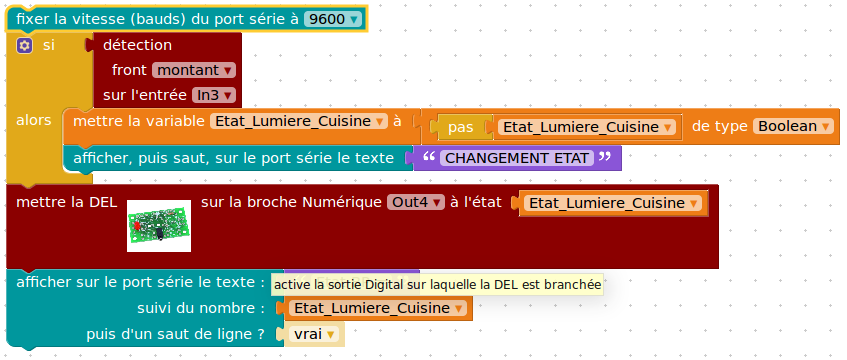 fixer la vitesse (bauds) du port série à 9600
si détection
front montant
sur l'entrée In3
alors mettre la variable Etat_Lumiere_Cuisine à pas Etat_Lumiere_Cuisine de type Boolean
afficher, puis saut, sur le port série le texte “ CHANGEMENT ETAT ”
mettre la DEL sur la broche Numérique Out4 à l'état Etat_Lumiere_Cuisine
afficher sur le port série le texte :
active la sortie Digital sur laquelle la DEL est branchée
suivi du nombre : Etat_Lumiere_Cuisine
puis d'un saut de ligne ? vrai